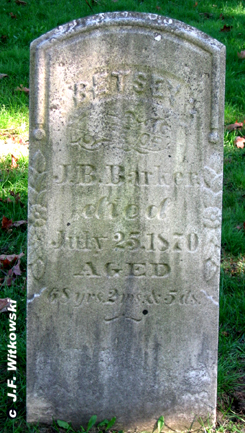 BETSEY
J.B. Barker
died
July 25, 1870
AGED
68 yrs. 2 ms. & 5 ds.
© J.F. Witkowski